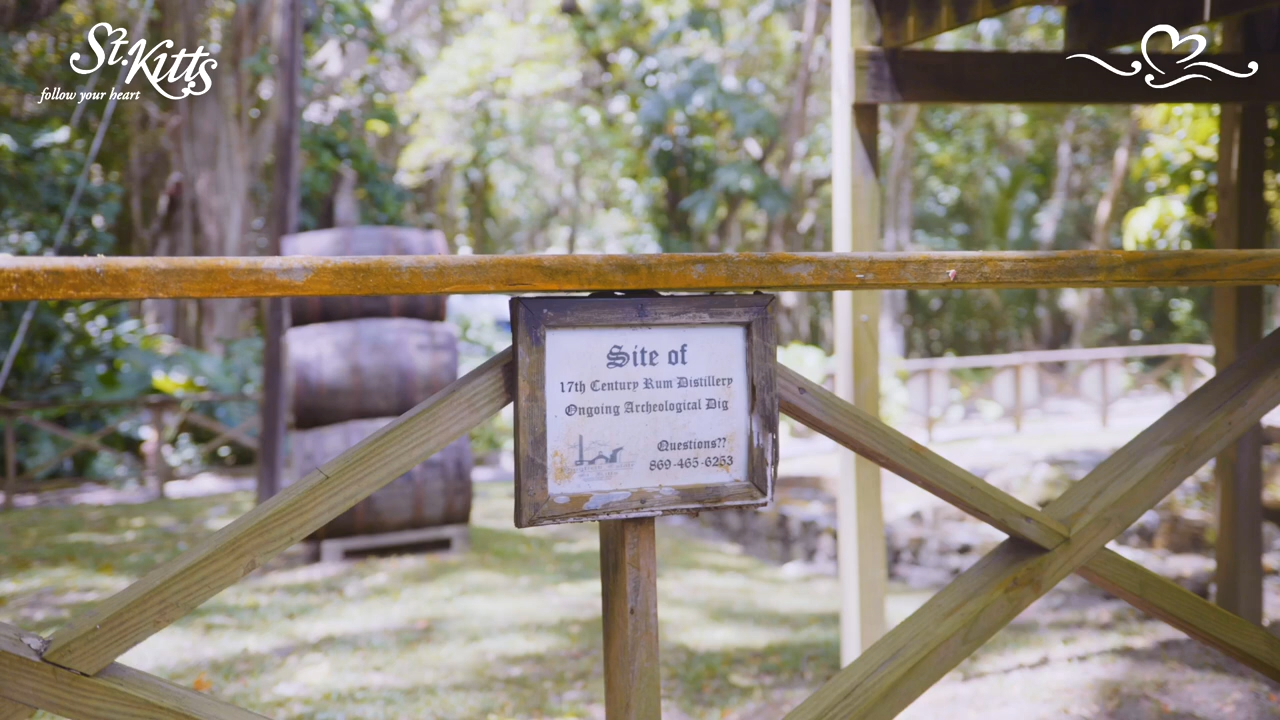 St. Kitts
follow your heart
Site of
17th Century Rum Distillery
Ongoing Archeological Dig
Questions??
869-465-6253